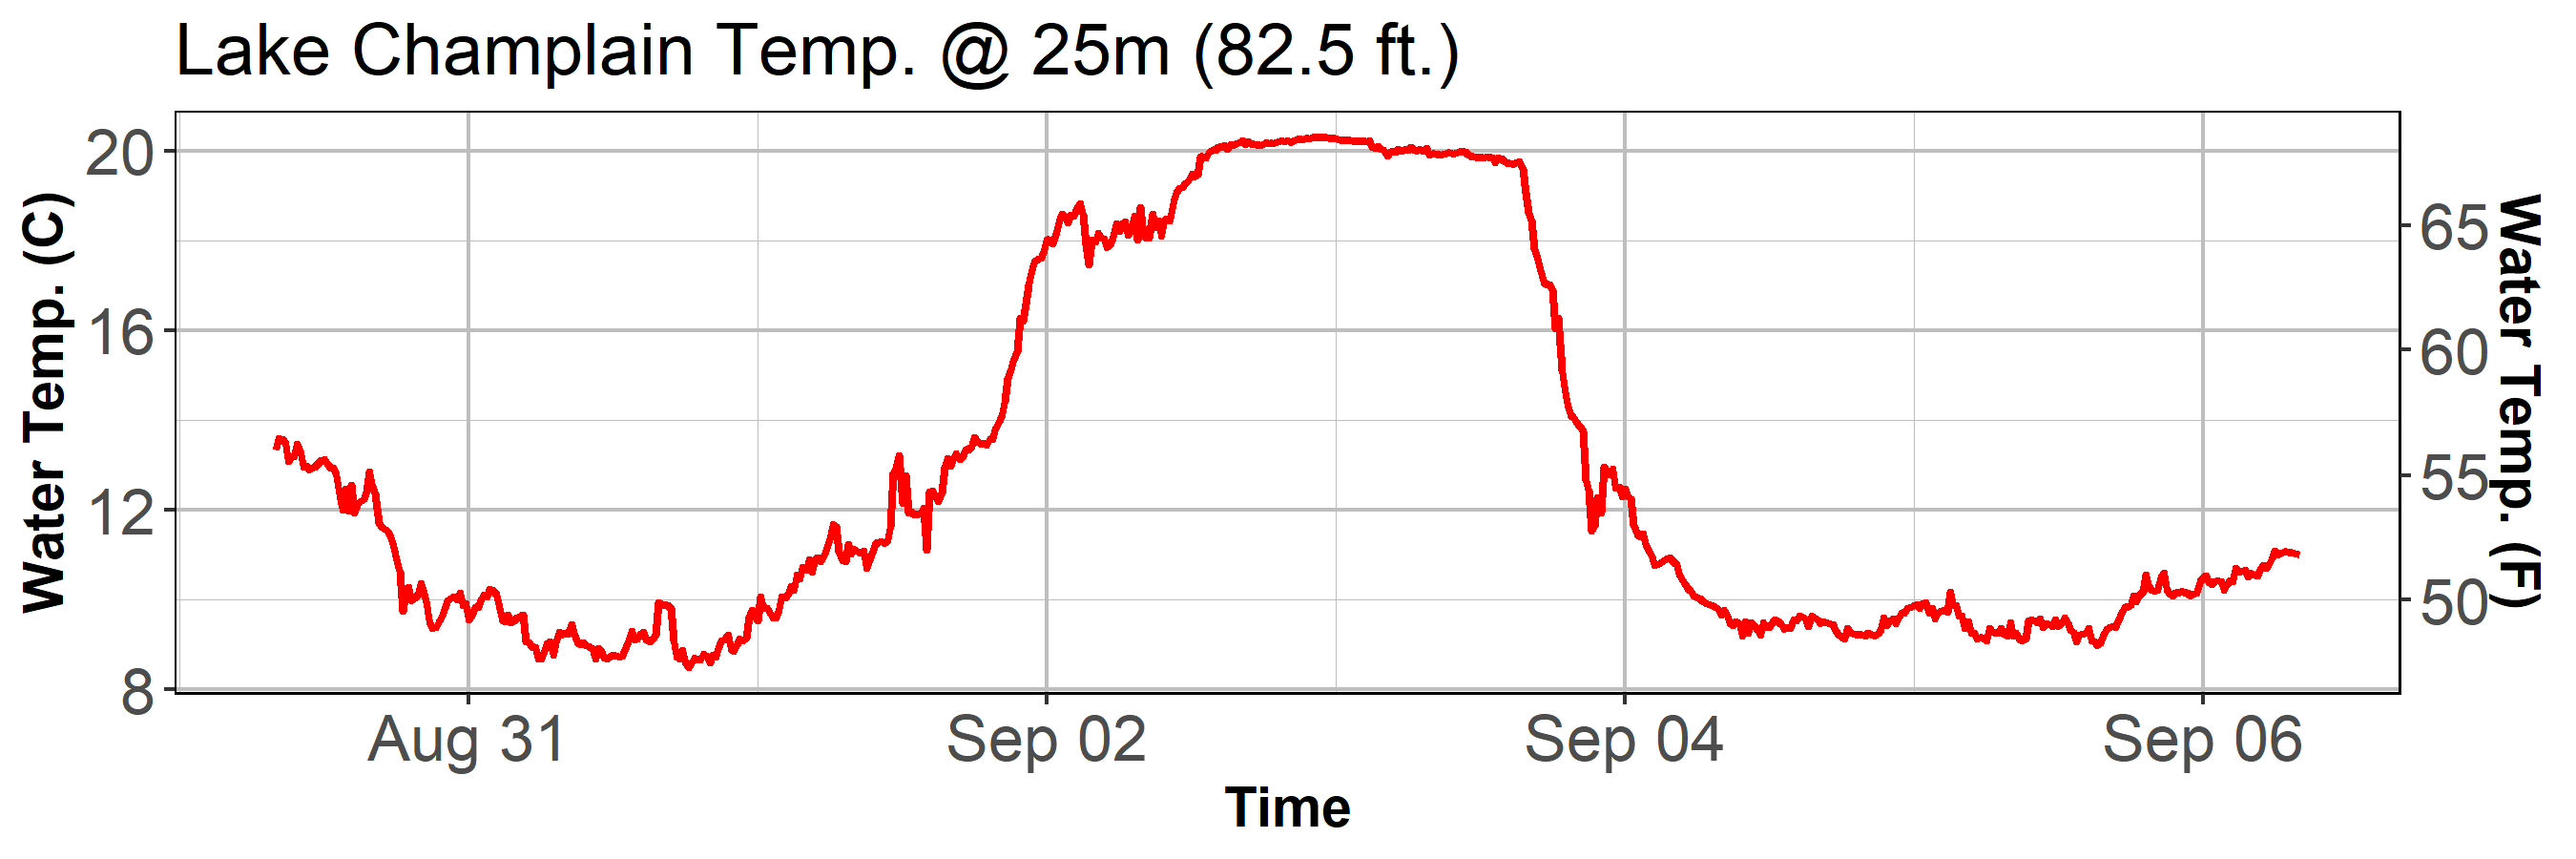 Lake Champlain Temp. @ 25m (82.5 ft.)
Water Temp. (C)
20
16
12
8
65
60
55
50
Water Temp. (F)
Aug 31
Sep 02
Sep 04
Sep 06
Time